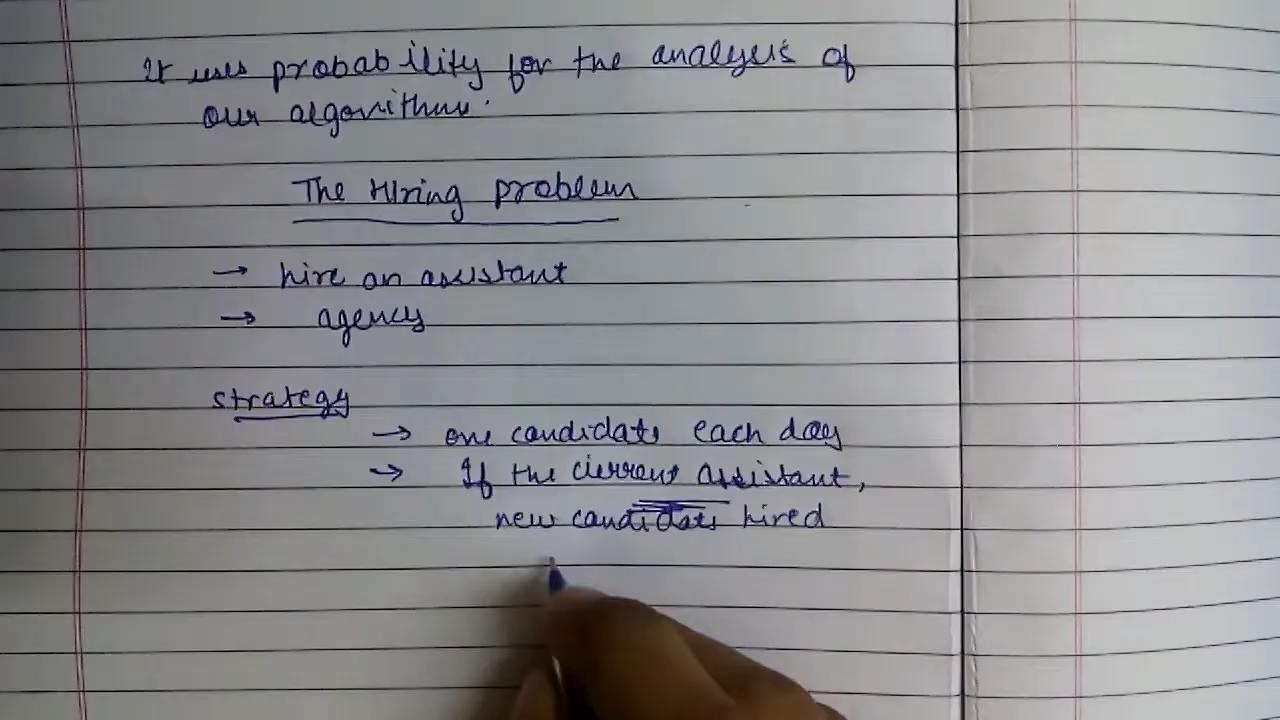 It uses probability for the analysis of
our algorithms.
The Hiring problem
→ hire an assistant
→ agency
strategy
→ one candidate each day
→ If the current assistant,
new candidate hired